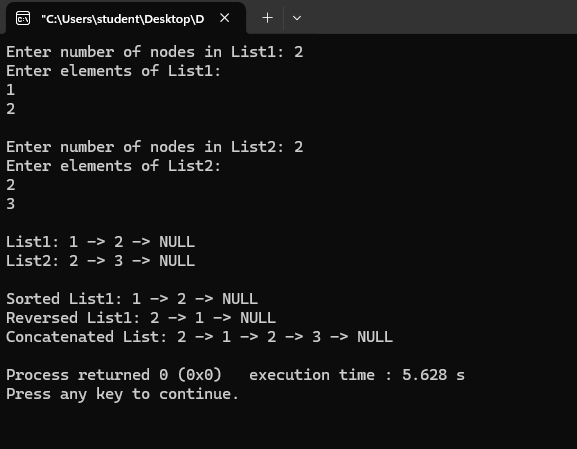 "C:\Users\student\Desktop\D
Enter number of nodes in List1: 2
Enter elements of List1:
1
2
Enter number of nodes in List2: 2
Enter elements of List2:
2
3
List1: 1 -> 2 -> NULL
List2: 2 -> 3 -> NULL
Sorted List1: 1 -> 2 -> NULL
Reversed List1: 2 -> 1 -> NULL
Concatenated List: 2 -> 1 -> 2 -> 3 -> NULL
Process returned 0 (0x0)   execution time : 5.628 s
Press any key to continue.